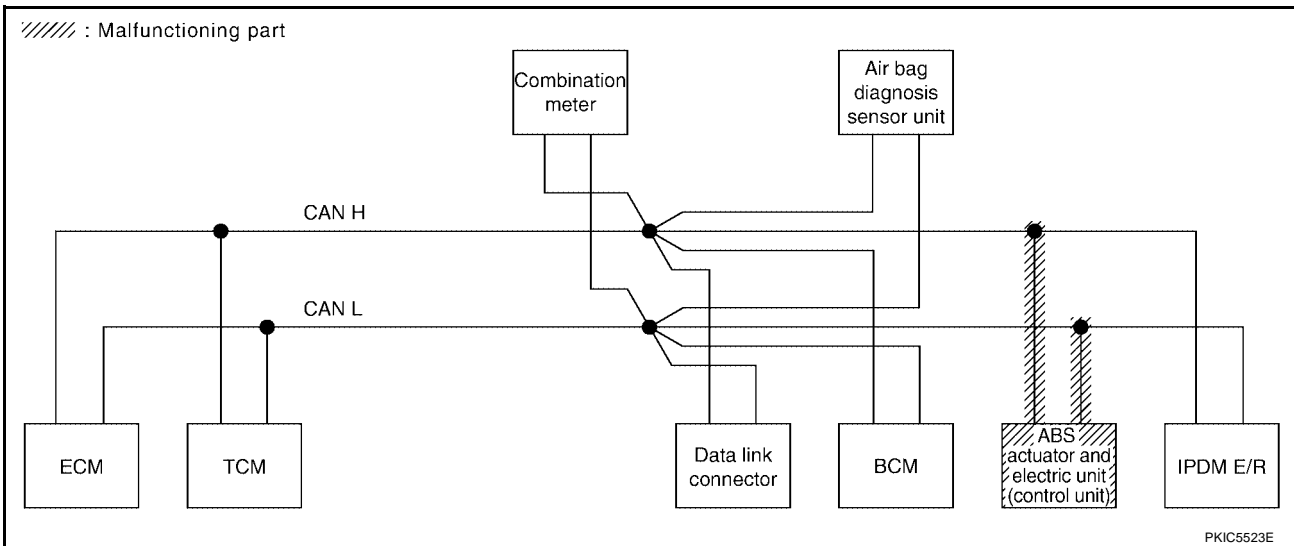 : Malfunctioning part
Combination
meter
Air bag
diagnosis
sensor unit
CAN H
CAN L
ECM
TCM
Data link
connector
BCM
ABS
actuator and
electric unit
(control unit)
IPDM E/R
PKIC5523E